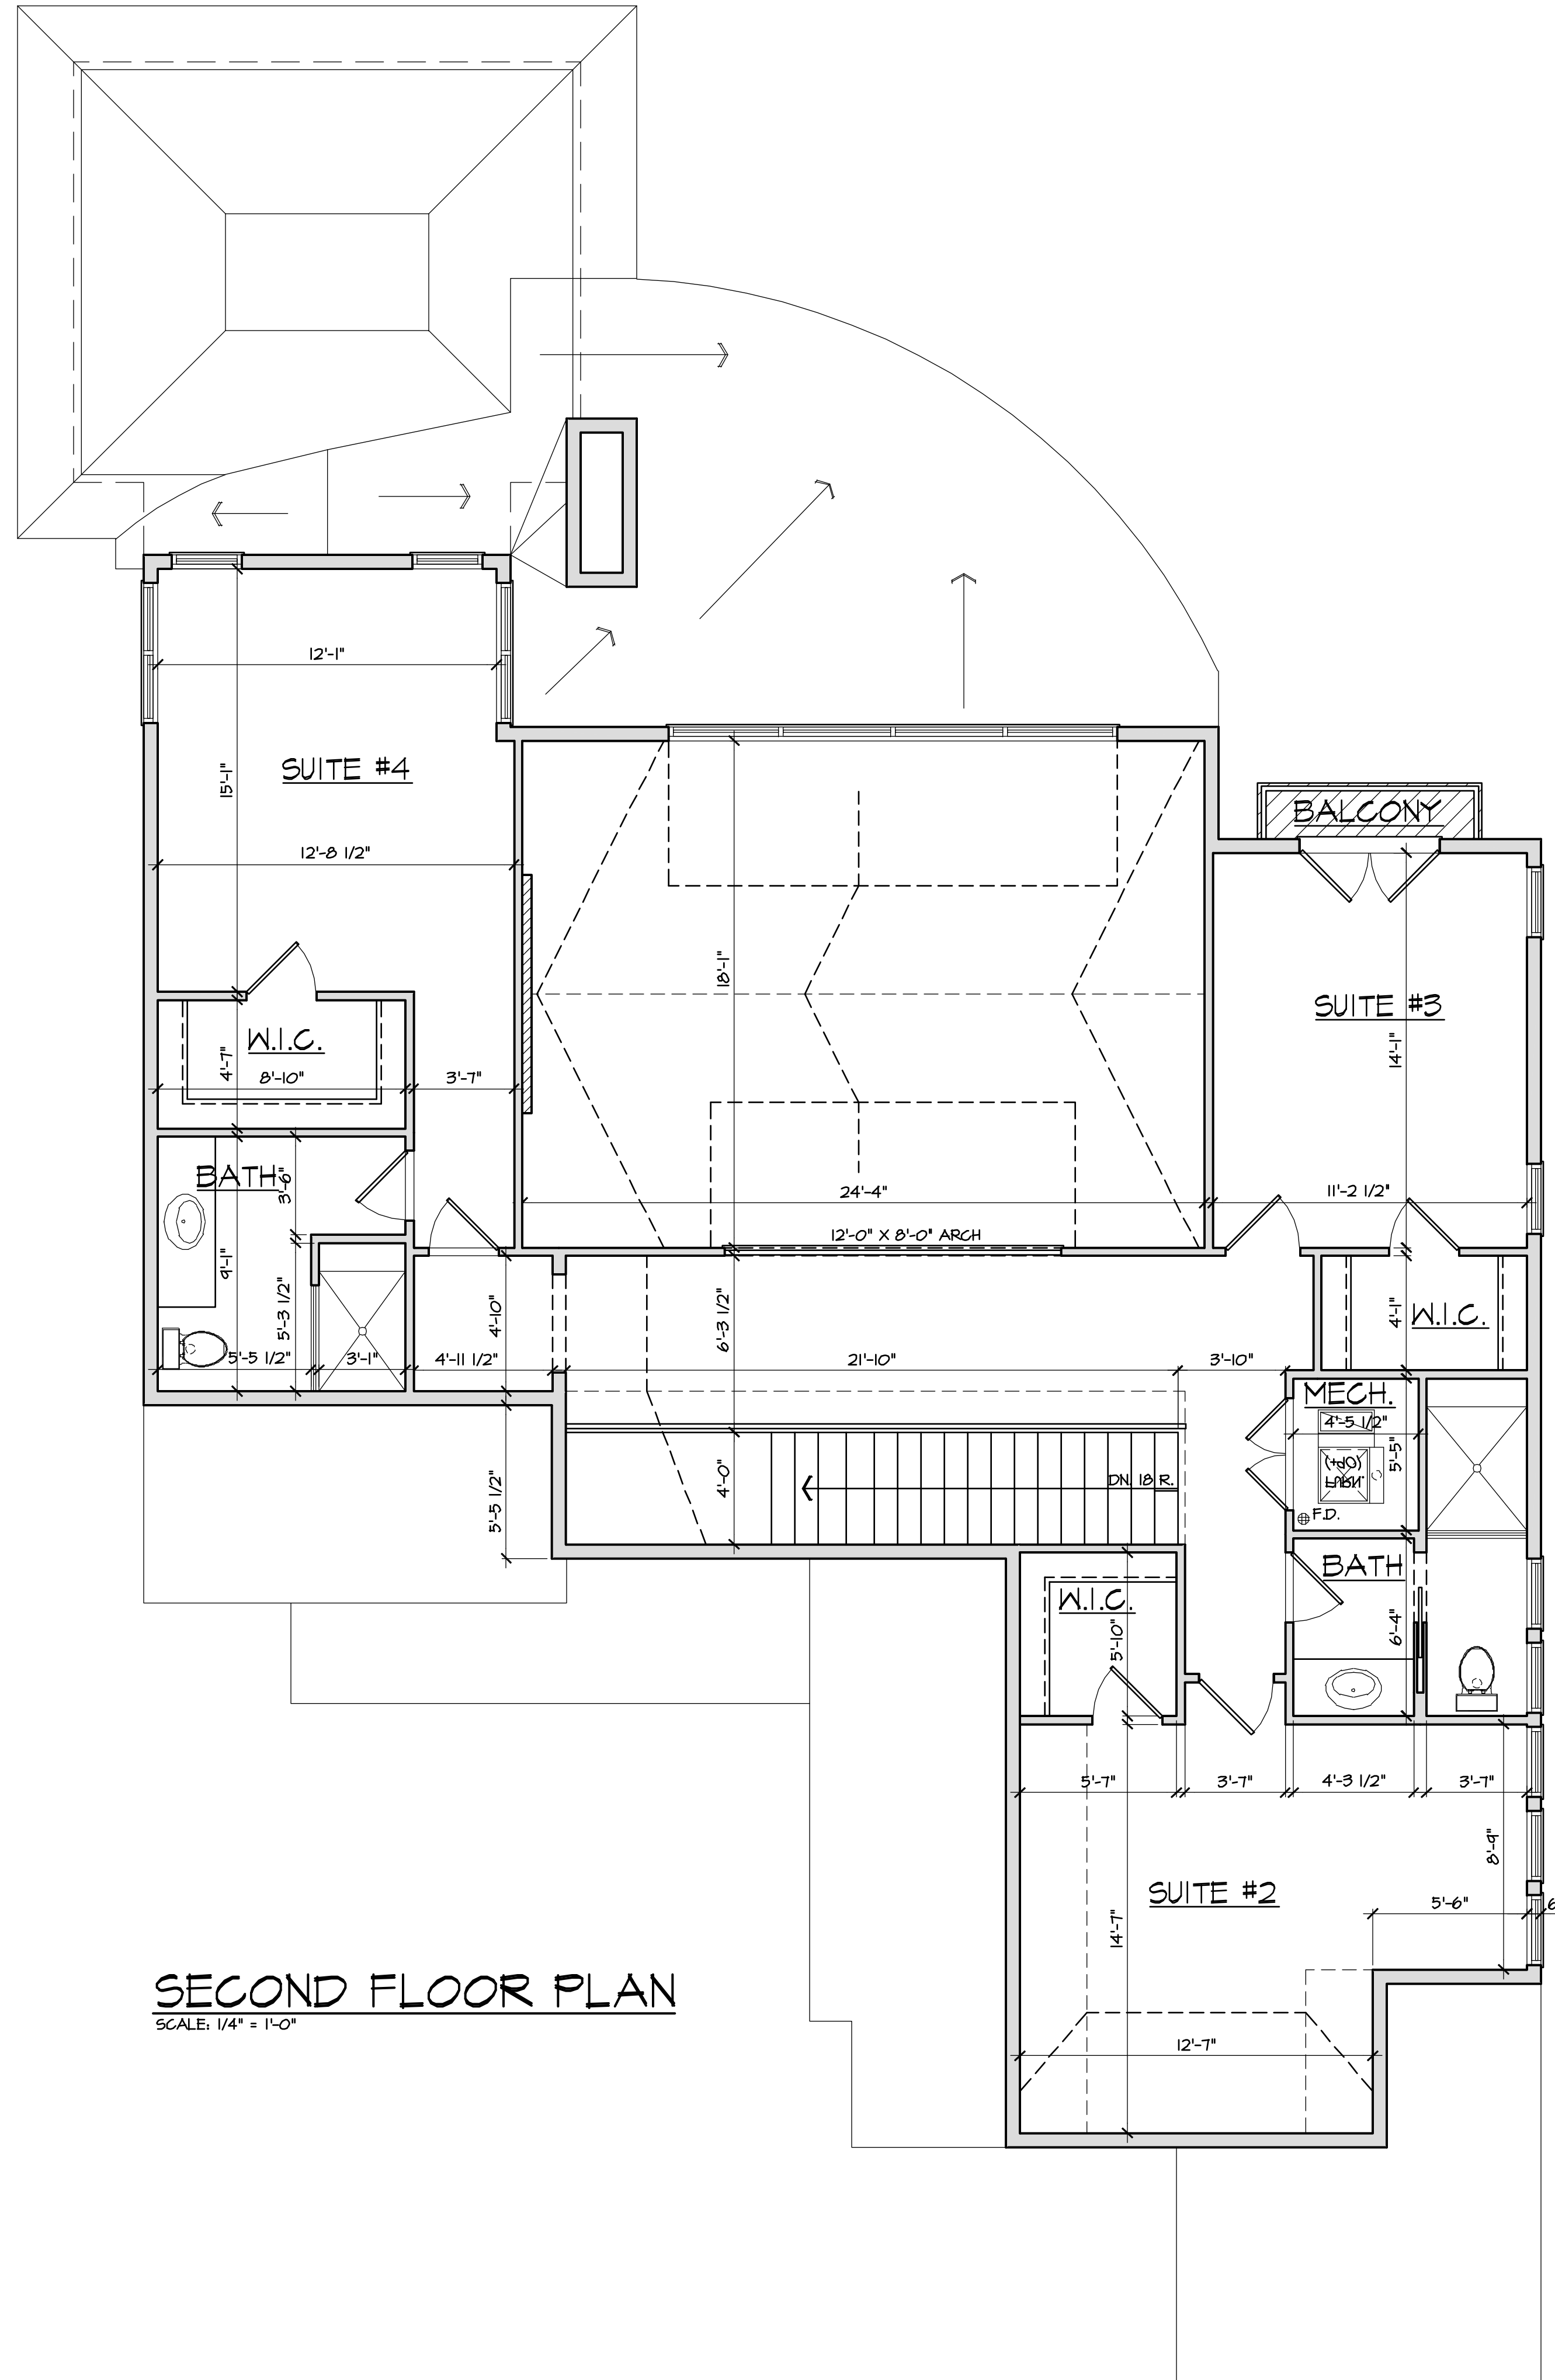 12'-1"
SUITE #4
15'-1"
BALCONY
12'-8 1/2"
18'-1"
SUITE #3
14'-1"
W.I.C.
4'-7"
8'-10"
3'-7"
BATH
3'-6"
24'-4"
11'-2 1/2"
12'-0" X 8'-0" ARCH
9'-1"
5'-3 1/2"
4'-10"
6'-3 1/2"
4'-1"
W.I.C.
5'-5 1/2"
3'-1"
4'-11 1/2"
21'-10"
3'-10"
MECH.
4'-5 1/2"
5'-5"
5'-5 1/2"
4'-0"
DN. 18 R.
F.D.
BATH
W.I.C.
5'-10"
6'-4"
5'-7"
3'-7"
4'-3 1/2"
3'-7"
8'-9"
SUITE #2
5'-6"
6
14'-7"
SECOND FLOOR PLAN
SCALE: 1/4" = 1'-0"
12'-7"